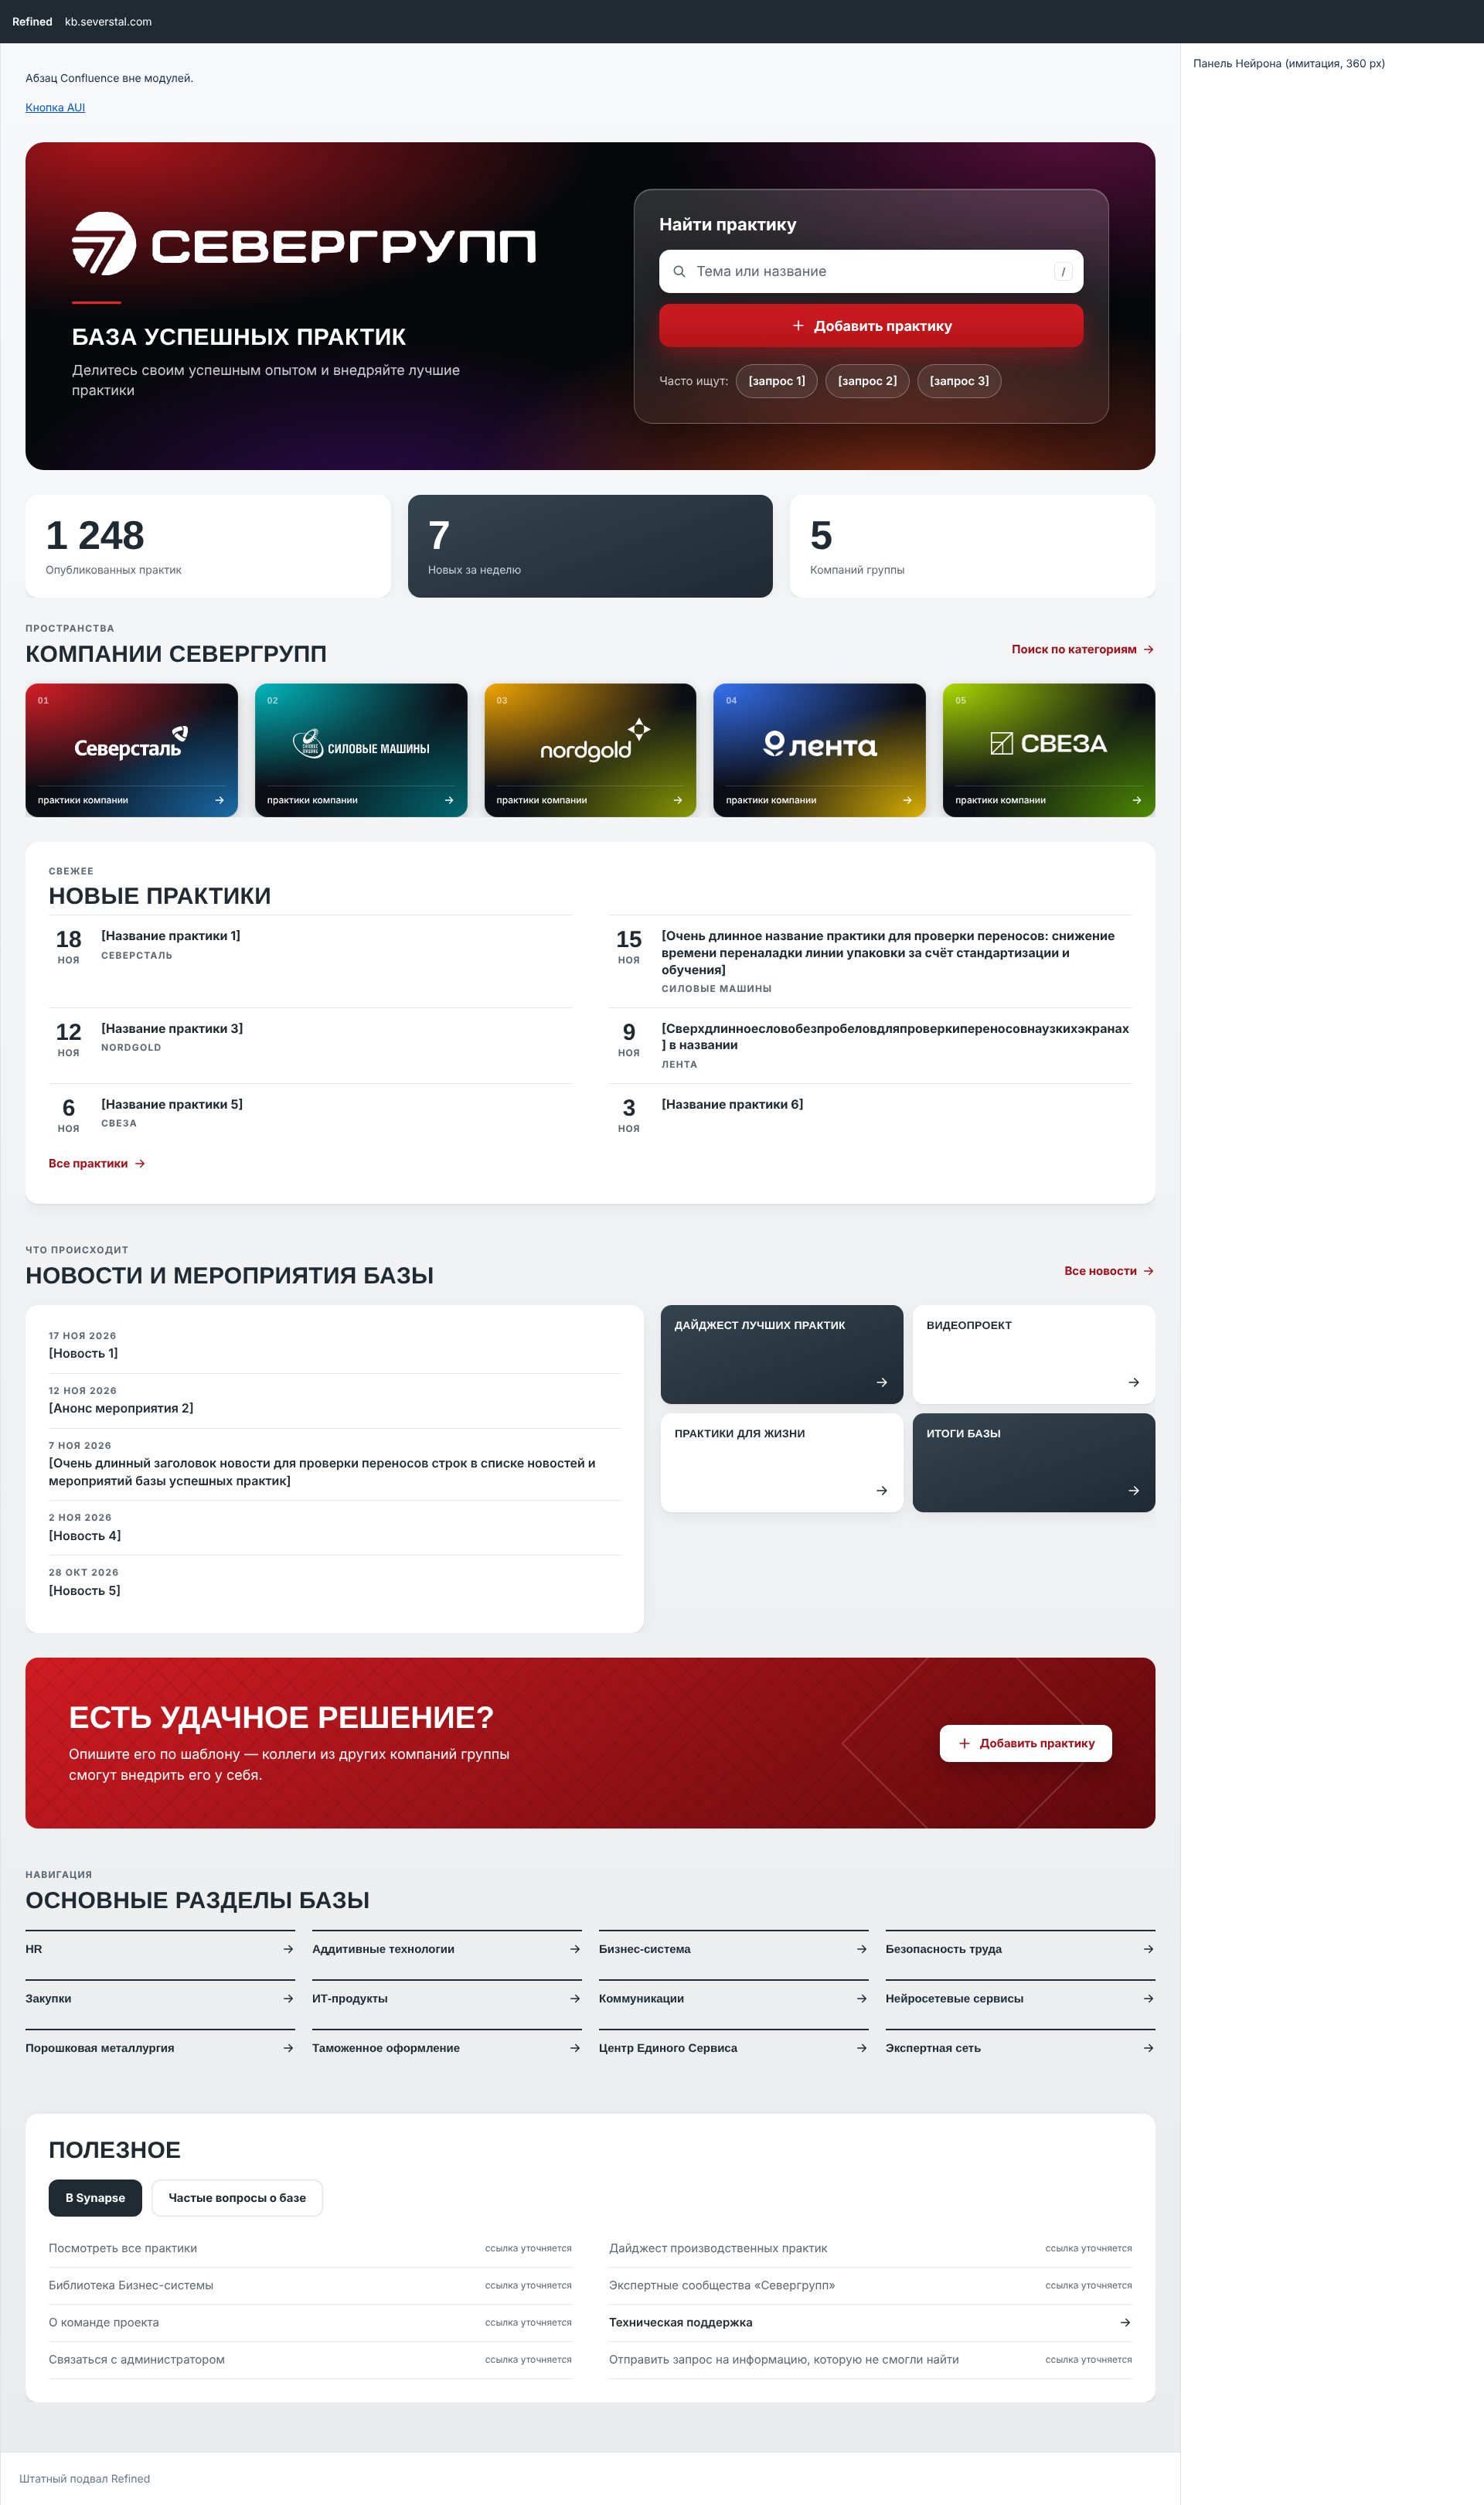 Refined kb.severstal.com
Абзац Confluence вне модулей.
Панель Нейрона (имитация, 360 px)
Кнопка AUI
СЕВЕРГРУПП
БАЗА УСПЕШНЫХ ПРАКТИК
Делитесь своим успешным опытом и внедряйте лучшие
практики
Найти практику
Тема или название /
Добавить практику
Часто ищут: [запрос 1] [запрос 2] [запрос 3]
1 248
Опубликованных практик
7
Новых за неделю
5
Компаний группы
ПРОСТРАНСТВА
КОМПАНИИ СЕВЕРГРУПП
Поиск по категориям
01
Северсталь
практики компании
02
СИЛОВЫЕ МАШИНЫ
практики компании
03
nordgold
практики компании
04
лента
практики компании
05
СВЕЗА
практики компании
СВЕЖЕЕ
НОВЫЕ ПРАКТИКИ
18 НОЯ
[Название практики 1]
СЕВЕРСТАЛЬ
15 НОЯ
[Очень длинное название практики для проверки переносов: снижение
времени переналадки линии упаковки за счёт стандартизации и
обучения]
СИЛОВЫЕ МАШИНЫ
12 НОЯ
[Название практики 3]
NORDGOLD
9 НОЯ
[Сверхдлинноесловобезпробеловдляпроверкипереносовнаузкихэкранах
] в названии
ЛЕНТА
6 НОЯ
[Название практики 5]
СВЕЗА
3 НОЯ
[Название практики 6]
Все практики
ЧТО ПРОИСХОДИТ
НОВОСТИ И МЕРОПРИЯТИЯ БАЗЫ
Все новости
17 НОЯ 2026
[Новость 1]
12 НОЯ 2026
[Анонс мероприятия 2]
7 НОЯ 2026
[Очень длинный заголовок новости для проверки переносов строк в списке новостей и
мероприятий базы успешных практик]
2 НОЯ 2026
[Новость 4]
28 ОКТ 2026
[Новость 5]
ДАЙДЖЕСТ ЛУЧШИХ ПРАКТИК
ВИДЕОПРОЕКТ
ПРАКТИКИ ДЛЯ ЖИЗНИ
ИТОГИ БАЗЫ
ЕСТЬ УДАЧНОЕ РЕШЕНИЕ?
Опишите его по шаблону — коллеги из других компаний группы
смогут внедрить его у себя.
Добавить практику
НАВИГАЦИЯ
ОСНОВНЫЕ РАЗДЕЛЫ БАЗЫ
HR
Аддитивные технологии
Бизнес-система
Безопасность труда
Закупки
ИТ-продукты
Коммуникации
Нейросетевые сервисы
Порошковая металлургия
Таможенное оформление
Центр Единого Сервиса
Экспертная сеть
ПОЛЕЗНОЕ
В Synapse
Частые вопросы о базе
Посмотреть все практики ссылка уточняется
Дайджест производственных практик ссылка уточняется
Библиотека Бизнес-системы ссылка уточняется
Экспертные сообщества «Севергрупп» ссылка уточняется
О команде проекта ссылка уточняется
Техническая поддержка
Связаться с администратором ссылка уточняется
Отправить запрос на информацию, которую не смогли найти ссылка уточняется
Штатный подвал Refined